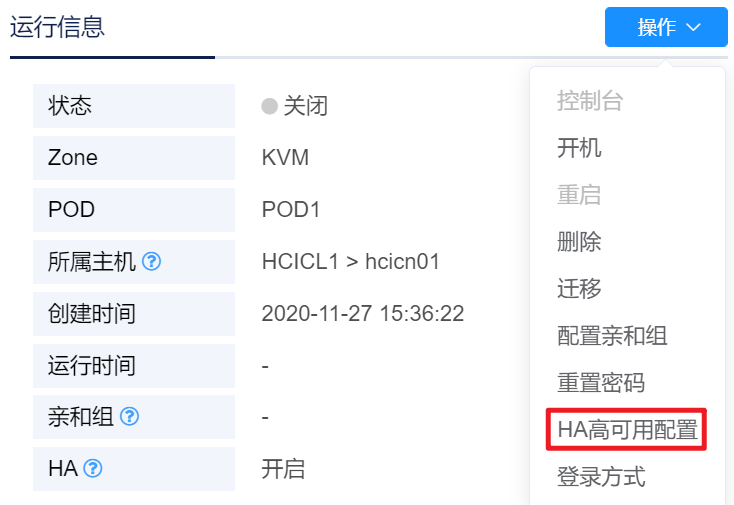 运行信息
操作
状态
关闭
Zone
KVM
POD
POD1
所属主机 ?
HCICL1 > hcicn01
创建时间
2020-11-27 15:36:22
运行时间
-
亲和组 ?
-
HA ?
开启
控制台
开机
重启
删除
迁移
配置亲和组
重置密码
HA高可用配置
登录方式